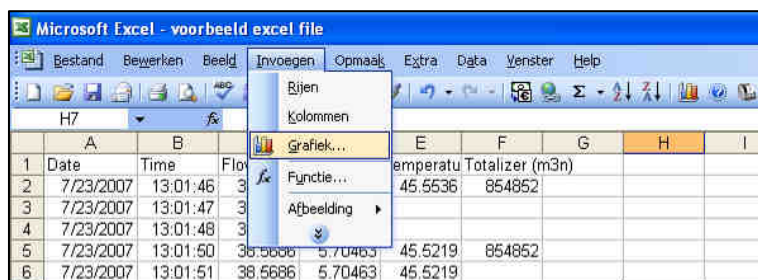 Microsoft Excel - voorbeeld excel file
Bestand Bewerken Beeld Invoegen Opmaak Extra Data Venster Help
H7 fx
Rijen
Kolommen
Grafiek...
Functie...
Afbeelding
A B E F G H I
1 Date Time Flo emperatu Totalizer (m3n)
2 7/23/2007 13:01:46 3 45.5536 854852
3 7/23/2007 13:01:47 3
4 7/23/2007 13:01:48 3
5 7/23/2007 13:01:50 38.5686 5.70463 45.5219 854852
6 7/23/2007 13:01:51 38.5686 5.70463 45.5219